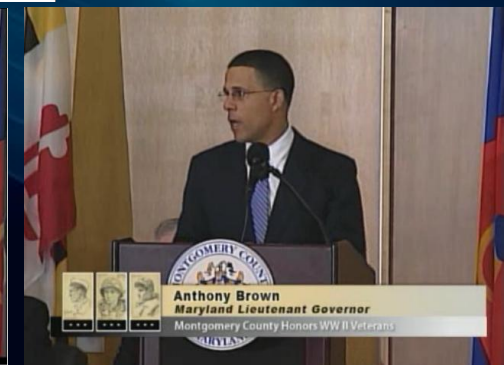 MONTGOMERY COUNTY
MARYLAND
Anthony Brown
Maryland Lieutenant Governor
Montgomery County Honors WW II Veterans